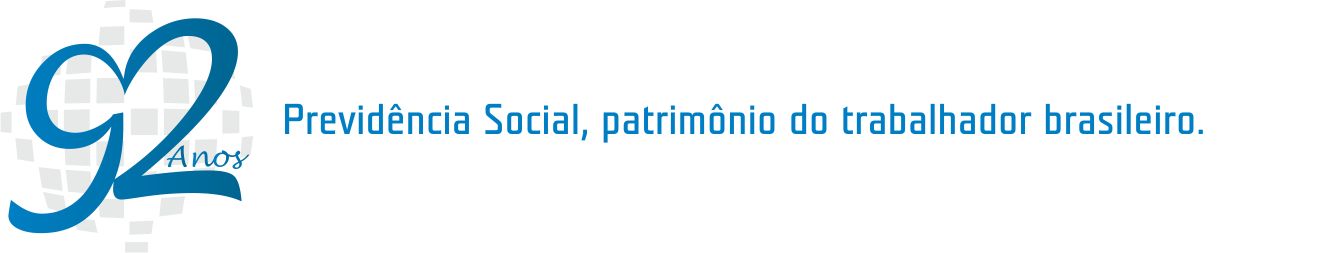 92
Anos
Previdência Social, patrimônio do trabalhador brasileiro.